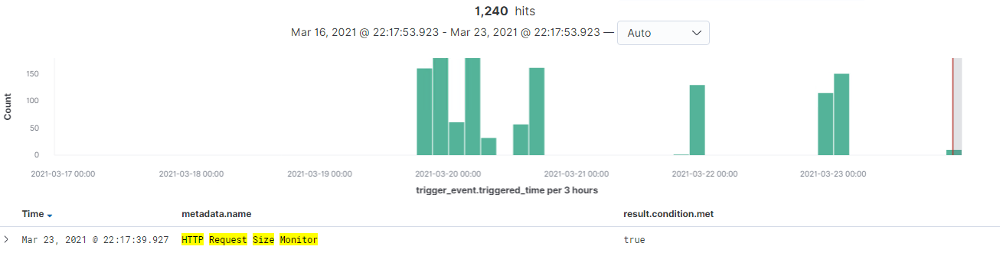 1,240 hits
Mar 16, 2021 @ 22:17:53.923 - Mar 23, 2021 @ 22:17:53.923 — Auto
Count
150
100
50
0
2021-03-17 00:00 2021-03-18 00:00 2021-03-19 00:00 2021-03-20 00:00 2021-03-21 00:00 2021-03-22 00:00 2021-03-23 00:00
trigger_event.triggered_time per 3 hours
Time metadata.name result.condition.met
Mar 23, 2021 @ 22:17:39.927 HTTP Request Size Monitor true